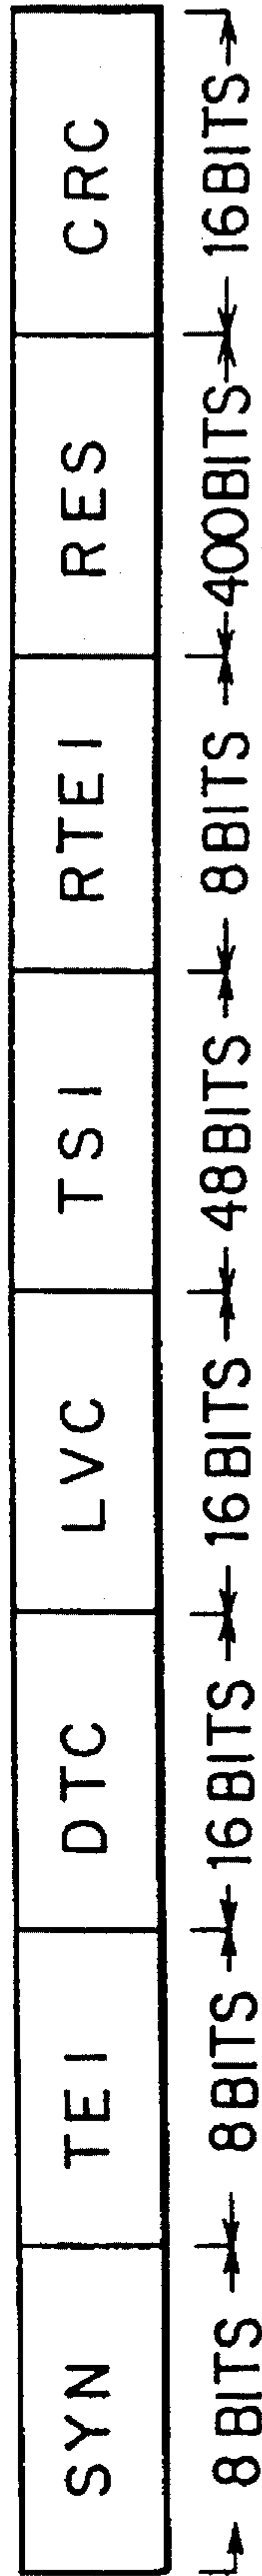 SYN TEI DTC LVC TSI RTEI RES CRC
8 BITS 8 BITS 16 BITS 16 BITS 48 BITS 8 BITS 400 BITS 16 BITS